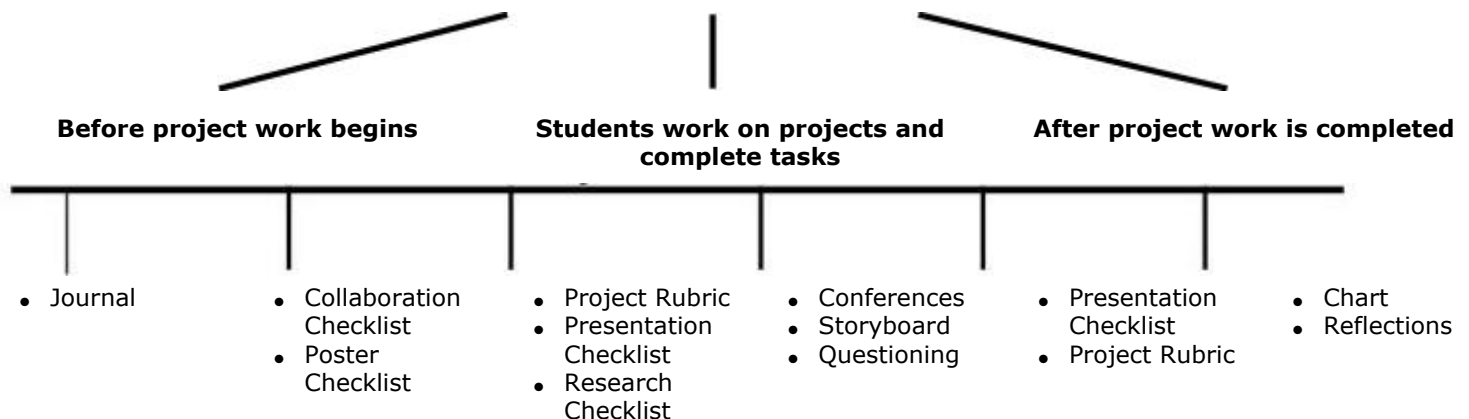 Before project work begins
Students work on projects and
complete tasks
After project work is completed
• Journal
• Collaboration
Checklist
• Poster
Checklist
• Project Rubric
• Presentation
Checklist
• Research
Checklist
• Conferences
• Storyboard
• Questioning
• Presentation
Checklist
• Project Rubric
• Chart
• Reflections